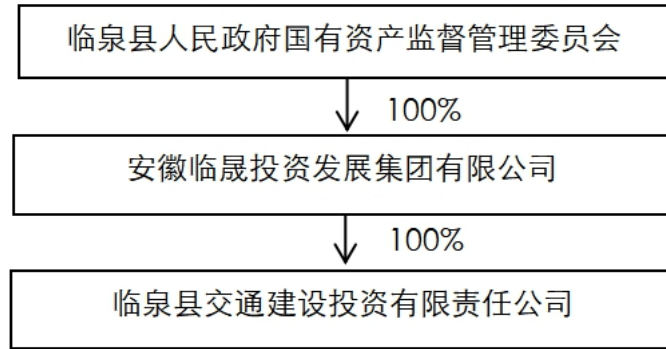 临泉县人民政府国有资产监督管理委员会
100%
安徽临晟投资发展集团有限公司
100%
临泉县交通建设投资有限责任公司